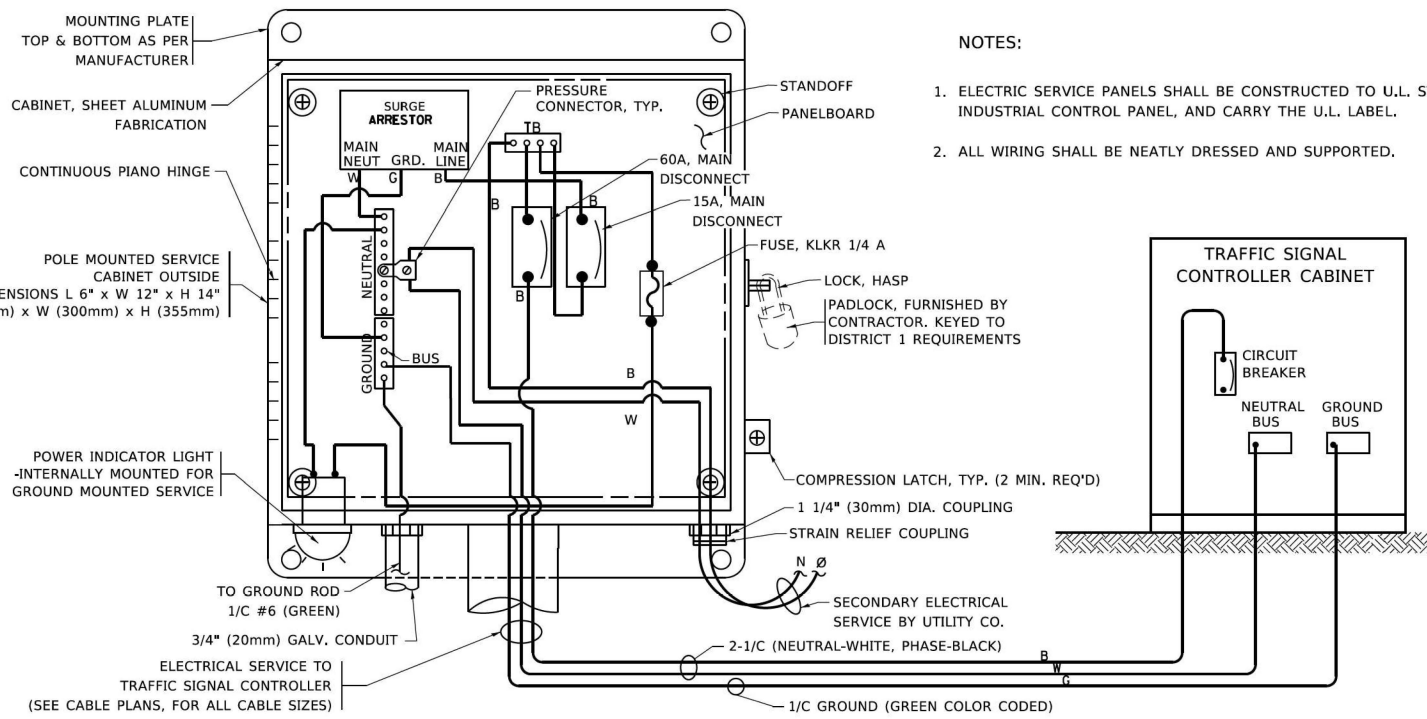 MOUNTING PLATE
TOP & BOTTOM AS PER
MANUFACTURER
CABINET, SHEET ALUMINUM
FABRICATION
CONTINUOUS PIANO HINGE
POLE MOUNTED SERVICE
CABINET OUTSIDE
ENSIONS L 6" x W 12" x H 14"
m) x W (300mm) x H (355mm)
POWER INDICATOR LIGHT
-INTERNALLY MOUNTED FOR
GROUND MOUNTED SERVICE
TO GROUND ROD
1/C #6 (GREEN)
3/4" (20mm) GALV. CONDUIT
ELECTRICAL SERVICE TO
TRAFFIC SIGNAL CONTROLLER
(SEE CABLE PLANS, FOR ALL CABLE SIZES)
SURGE
ARRESTOR
MAIN
NEUT
GRD.
MAIN
LINE
W
G
B
NEUTRAL
GROUND
BUS
PRESSURE
CONNECTOR, TYP.
TB
B
B
B
B
W
STANDOFF
PANELBOARD
60A, MAIN
DISCONNECT
15A, MAIN
DISCONNECT
FUSE, KLKR 1/4 A
LOCK, HASP
PADLOCK, FURNISHED BY
CONTRACTOR. KEYED TO
DISTRICT 1 REQUIREMENTS
COMPRESSION LATCH, TYP. (2 MIN. REQ'D)
1 1/4" (30mm) DIA. COUPLING
STRAIN RELIEF COUPLING
N Ø
SECONDARY ELECTRICAL
SERVICE BY UTILITY CO.
2-1/C (NEUTRAL-WHITE, PHASE-BLACK)
B
W
G
1/C GROUND (GREEN COLOR CODED)
NOTES:
1. ELECTRIC SERVICE PANELS SHALL BE CONSTRUCTED TO U.L. S
INDUSTRIAL CONTROL PANEL, AND CARRY THE U.L. LABEL.
2. ALL WIRING SHALL BE NEATLY DRESSED AND SUPPORTED.
TRAFFIC SIGNAL
CONTROLLER CABINET
CIRCUIT
BREAKER
NEUTRAL
BUS
GROUND
BUS